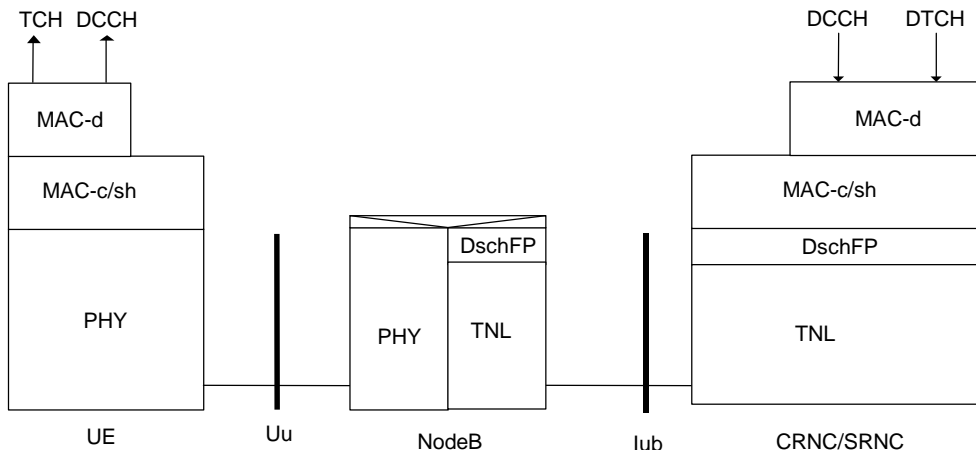 TCH DCCH DCCH DTCH
MAC-d MAC-d
MAC-c/sh MAC-c/sh
DschFP DschFP
PHY PHY TNL TNL
UE Uu NodeB Iub CRNC/SRNC